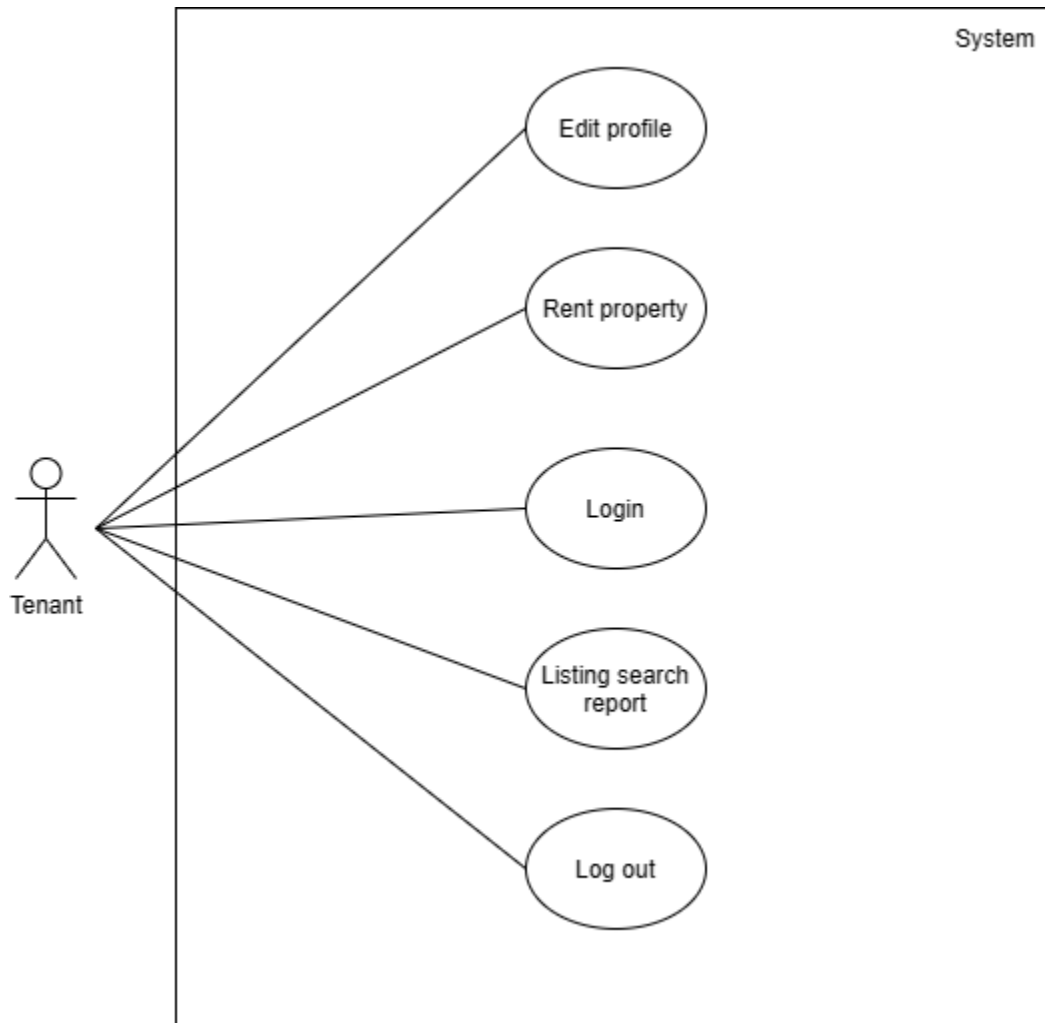 System
Edit profile
Rent property
Login
Tenant
Listing search
report
Log out